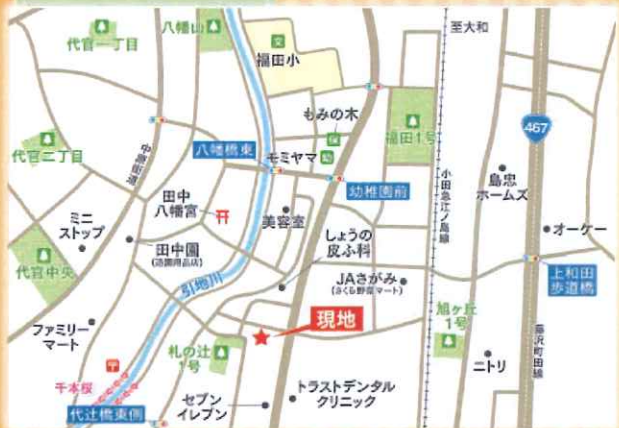 代官一丁目
八幡山
福田小
文
至大和
もみの木
保
幼
福田1号
467
代官二丁目
中原街道
八幡橋東
モミヤマ
幼稚園前
小田急江ノ島線
島忠
ホームズ
ミニ
ストップ
田中
八幡宮
美容室
オーケー
代官中央
田中園
(造園用品店)
引地川
しょうの
皮ふ科
JAさがみ
(さくら野菜マート)
上和田
歩道橋
ファミリー
マート
現地
旭ヶ丘
1号
藤沢町田線
札の辻
1号
千本桜
ニトリ
代辻橋東側
セブン
イレブン
トラストデンタル
クリニック